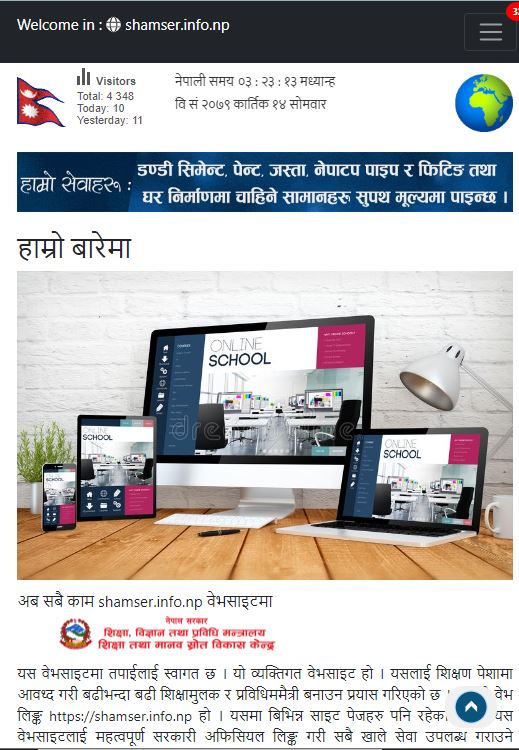 Welcome in : shamser.info.np
3
Visitors
Total: 4 348
Today: 10
Yesterday: 11
नेपाली समय ०३ : २३ : १३ मध्यान्ह
वि सं २०७९ कार्तिक १४ सोमवार
हाम्रो सेवाहरू :
डण्डी सिमेन्ट, पेन्ट, जस्ता, नेपाटप पाइप र फिटिङ तथा
घर निर्माणमा चाहिने सामानहरू सुपथ मूल्यमा पाइन्छ ।
हाम्रो बारेमा
ONLINE
SCHOOL
ONLINE
SCHOOL
ONLINE
SCHOOL
अब सबै काम shamser.info.np वेभसाइटमा
नेपाल सरकार
शिक्षा, विज्ञान तथा प्रविधि मन्त्रालय
शिक्षा तथा मानव स्रोत विकास केन्द्र
यस वेभसाइटमा तपाईलाई स्वागत छ । यो व्यक्तिगत वेभसाइट हो । यसलाई शिक्षण पेशामा
आवध्द गरी बढीभन्दा बढी शिक्षामुलक र प्रविधिममैत्री बनाउन प्रयास गरिएको छ । वेभ
लिङ्क https://shamser.info.np हो । यसमा बिभिन्न साइट पेजहरु पनि यस
वेभसाइटलाई महत्वपूर्ण सरकारी अफिसियल लिङ्क गरी सबै खाले सेवा उपलब्ध गराउने